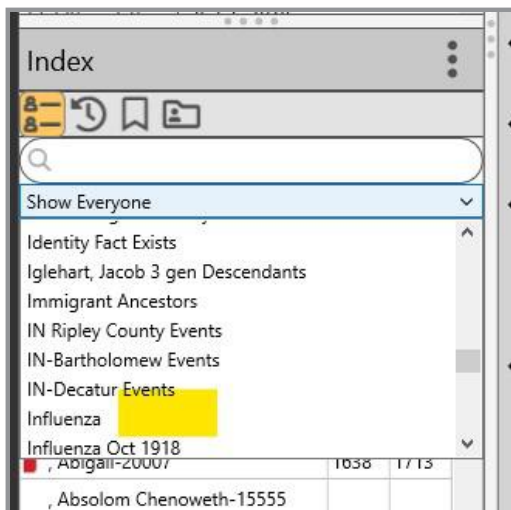 Index
Show Everyone
Identity Fact Exists
Iglehart, Jacob 3 gen Descendants
Immigrant Ancestors
IN Ripley County Events
IN-Bartholomew Events
IN-Decatur Events
Influenza
Influenza Oct 1918
, Abigail-20007 1638 1713
, Absolom Chenoweth-15555